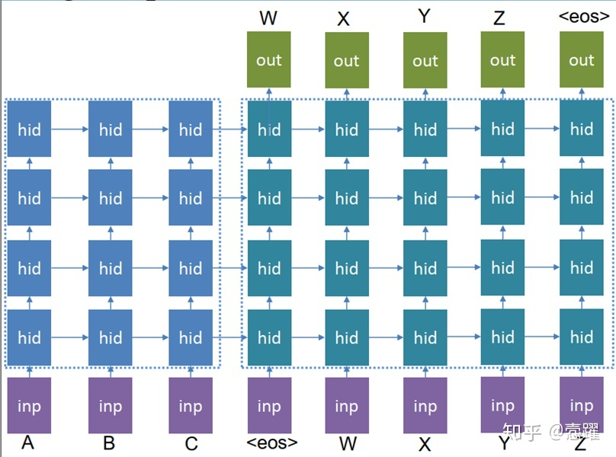 W X Y Z <eos>
out out out out out
hid hid hid hid hid hid hid hid
hid hid hid hid hid hid hid hid
hid hid hid hid hid hid hid hid
hid hid hid hid hid hid hid hid
inp inp inp inp inp inp inp inp
A B C <eos> W X Y Z
知乎 @壹躍